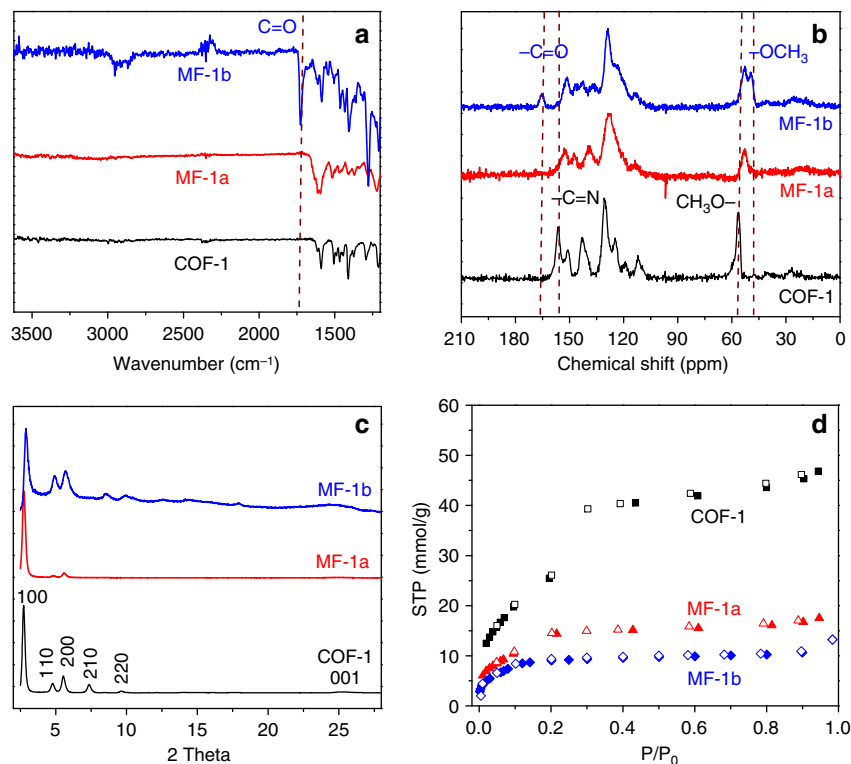 a
C=O
MF-1b
MF-1a
COF-1
3500 3000 2500 2000 1500
Wavenumber (cm⁻¹)
b
–C=O
–OCH₃
MF-1b
MF-1a
–C=N
CH₃O–
COF-1
210 180 150 120 90 60 30 0
Chemical shift (ppm)
c
MF-1b
MF-1a
100
110
200
210
220
COF-1
001
5 10 15 20 25
2 Theta
d
60
50
40
30
20
10
0
STP (mmol/g)
COF-1
MF-1a
MF-1b
0.0 0.2 0.4 0.6 0.8 1.0
P/P₀